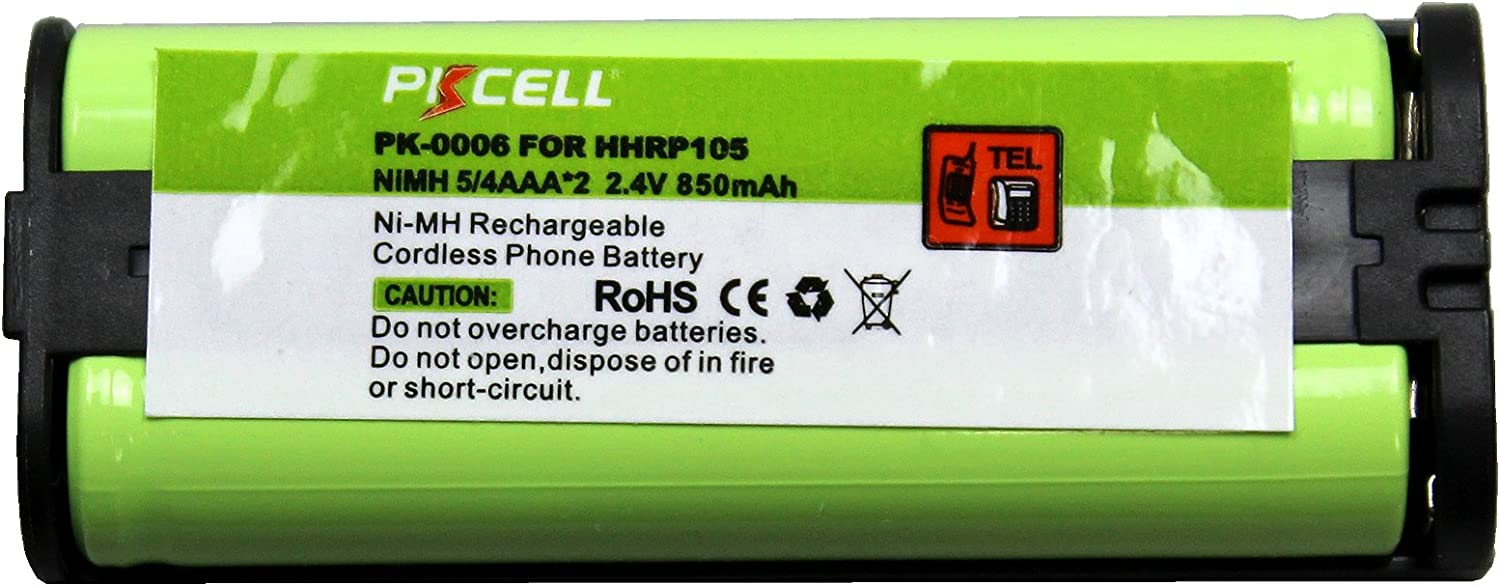 PKCELL®
PK-0006 FOR HHRP105
NIMH 5/4AAA*2 2.4V 850mAh
TEL
Ni-MH Rechargeable
Cordless Phone Battery
CAUTION: RoHS CE
Do not overcharge batteries.
Do not open,dispose of in fire
or short-circuit.